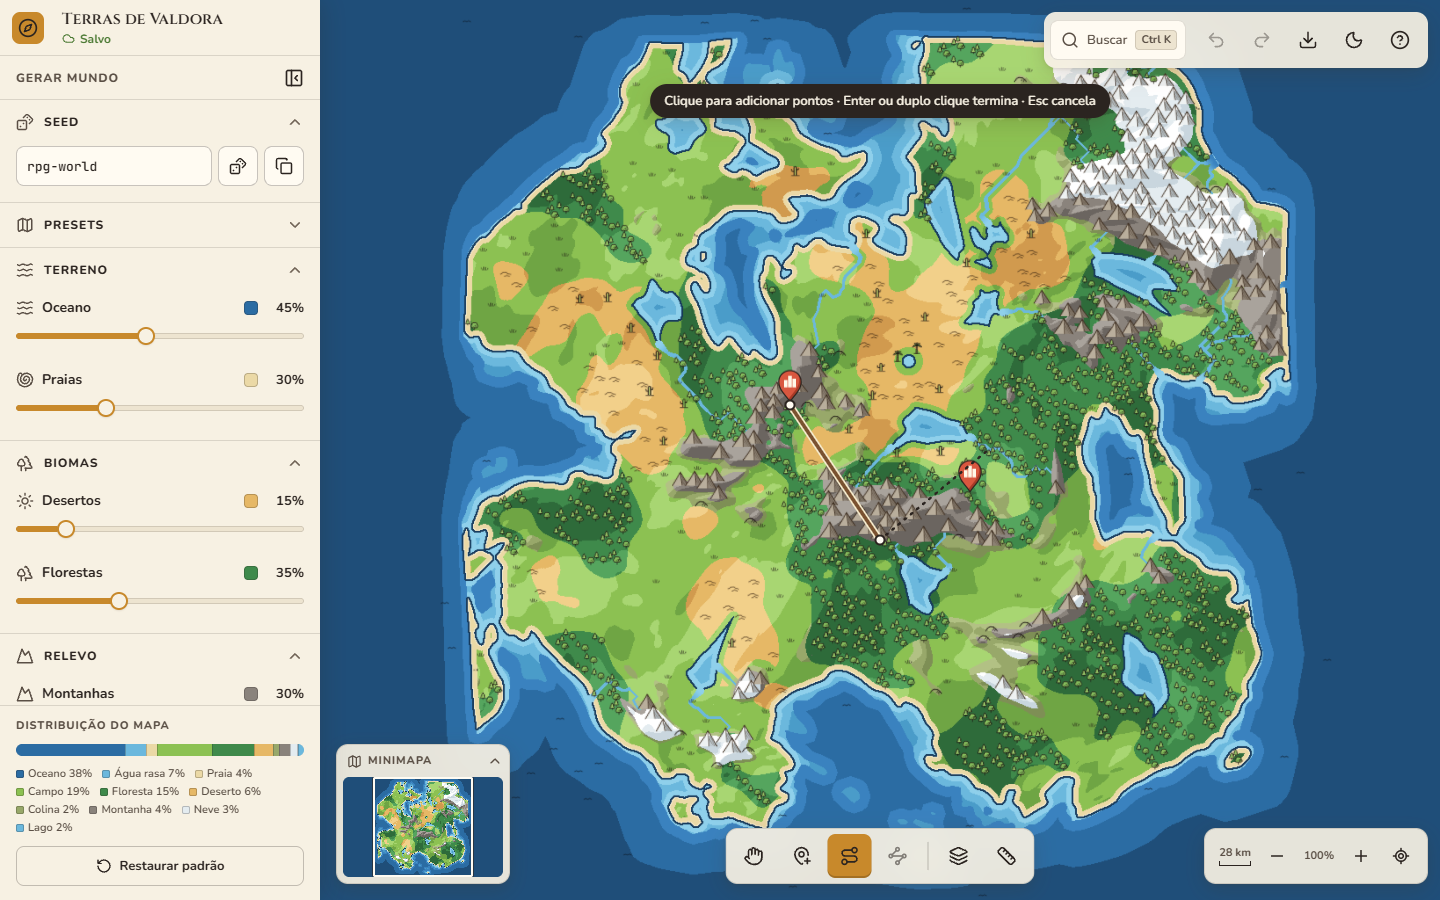 Terras de Valdora
Salvo
GERAR MUNDO
SEED
rpg-world
PRESETS
TERRENO
Oceano 45%
Praias 30%
BIOMAS
Desertos 15%
Florestas 35%
RELEVO
Montanhas 30%
DISTRIBUIÇÃO DO MAPA
Oceano 38% Água rasa 7% Praia 4%
Campo 19% Floresta 15% Deserto 6%
Colina 2% Montanha 4% Neve 3%
Lago 2%
Restaurar padrão
Buscar Ctrl K
Clique para adicionar pontos · Enter ou duplo clique termina · Esc cancela
MINIMAPA
28 km
100%